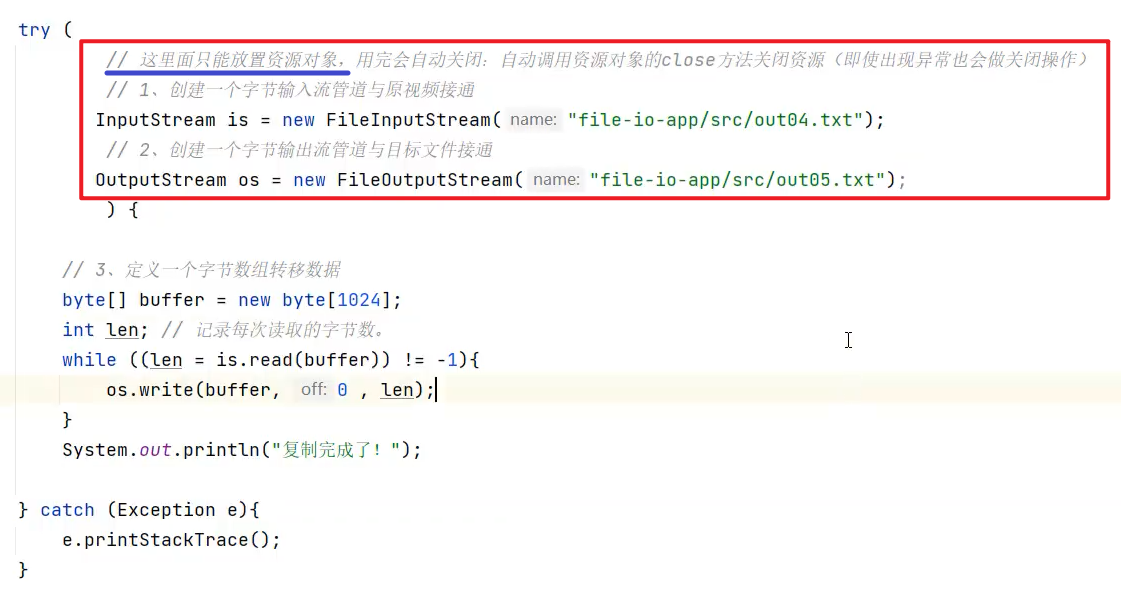 try (
// 这里面只能放置资源对象，用完会自动关闭：自动调用资源对象的close方法关闭资源（即使出现异常也会做关闭操作）
// 1、创建一个字节输入流管道与原视频接通
InputStream is = new FileInputStream( name: "file-io-app/src/out04.txt");
// 2、创建一个字节输出流管道与目标文件接通
OutputStream os = new FileOutputStream( name: "file-io-app/src/out05.txt");
) {
// 3、定义一个字节数组转移数据
byte[] buffer = new byte[1024];
int len; // 记录每次读取的字节数。
while ((len = is.read(buffer)) != -1){
os.write(buffer, off: 0 , len);
}
System.out.println("复制完成了！");
} catch (Exception e){
e.printStackTrace();
}